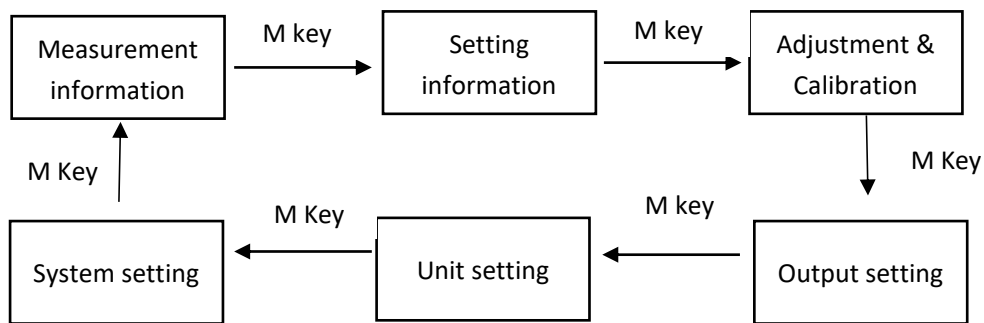 Measurement
information
M key
Setting
information
M key
Adjustment &
Calibration
M Key
Output setting
M key
Unit setting
M Key
System setting
M Key